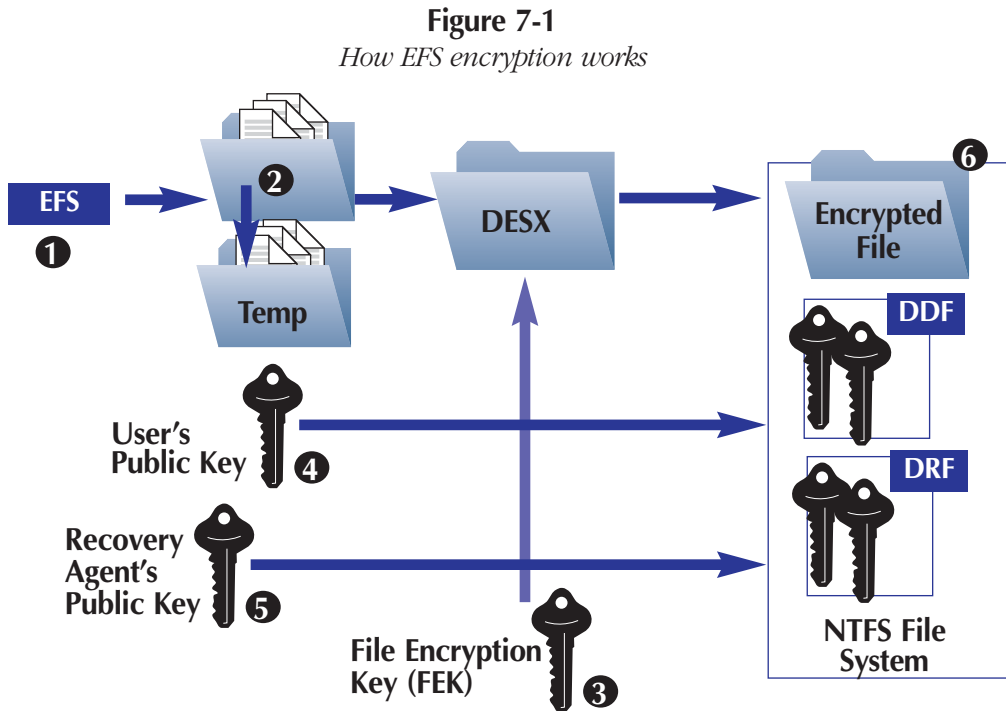 Figure 7-1
How EFS encryption works
EFS
1
2
Temp
DESX
6
Encrypted
File
DDF
User's
Public Key
4
DRF
Recovery
Agent's
Public Key
5
File Encryption
Key (FEK)
3
NTFS File
System